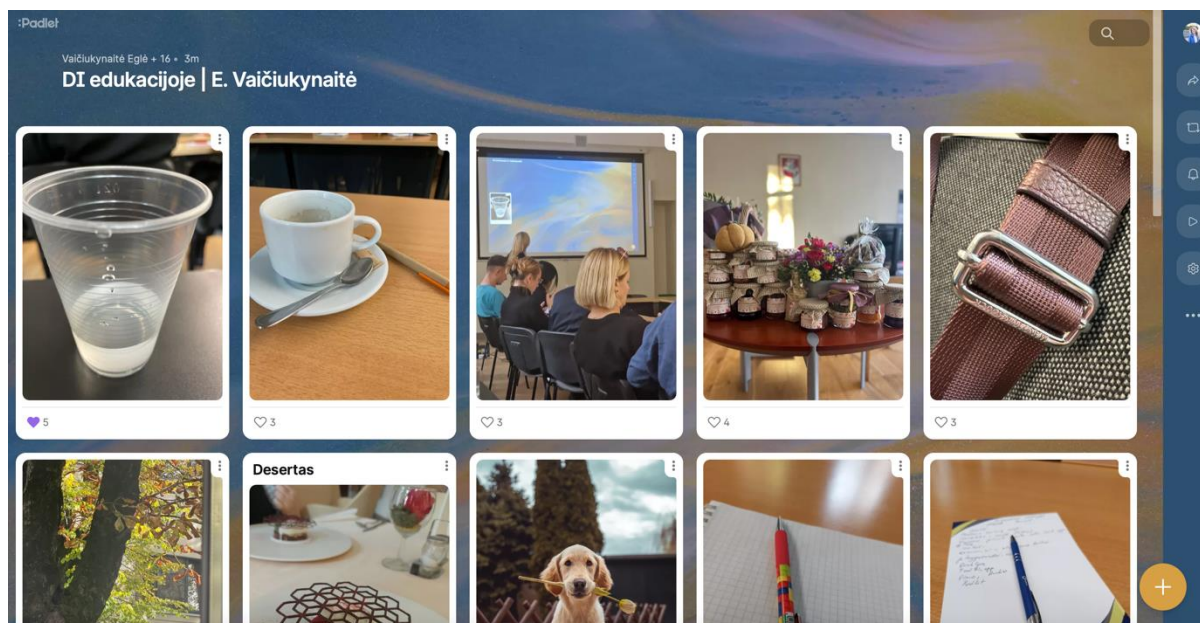 :Padlet
Vaičiukynaitė Eglė + 16 • 3m
DI edukacijoje | E. Vaičiukynaitė
5
3
3
4
3
Desertas